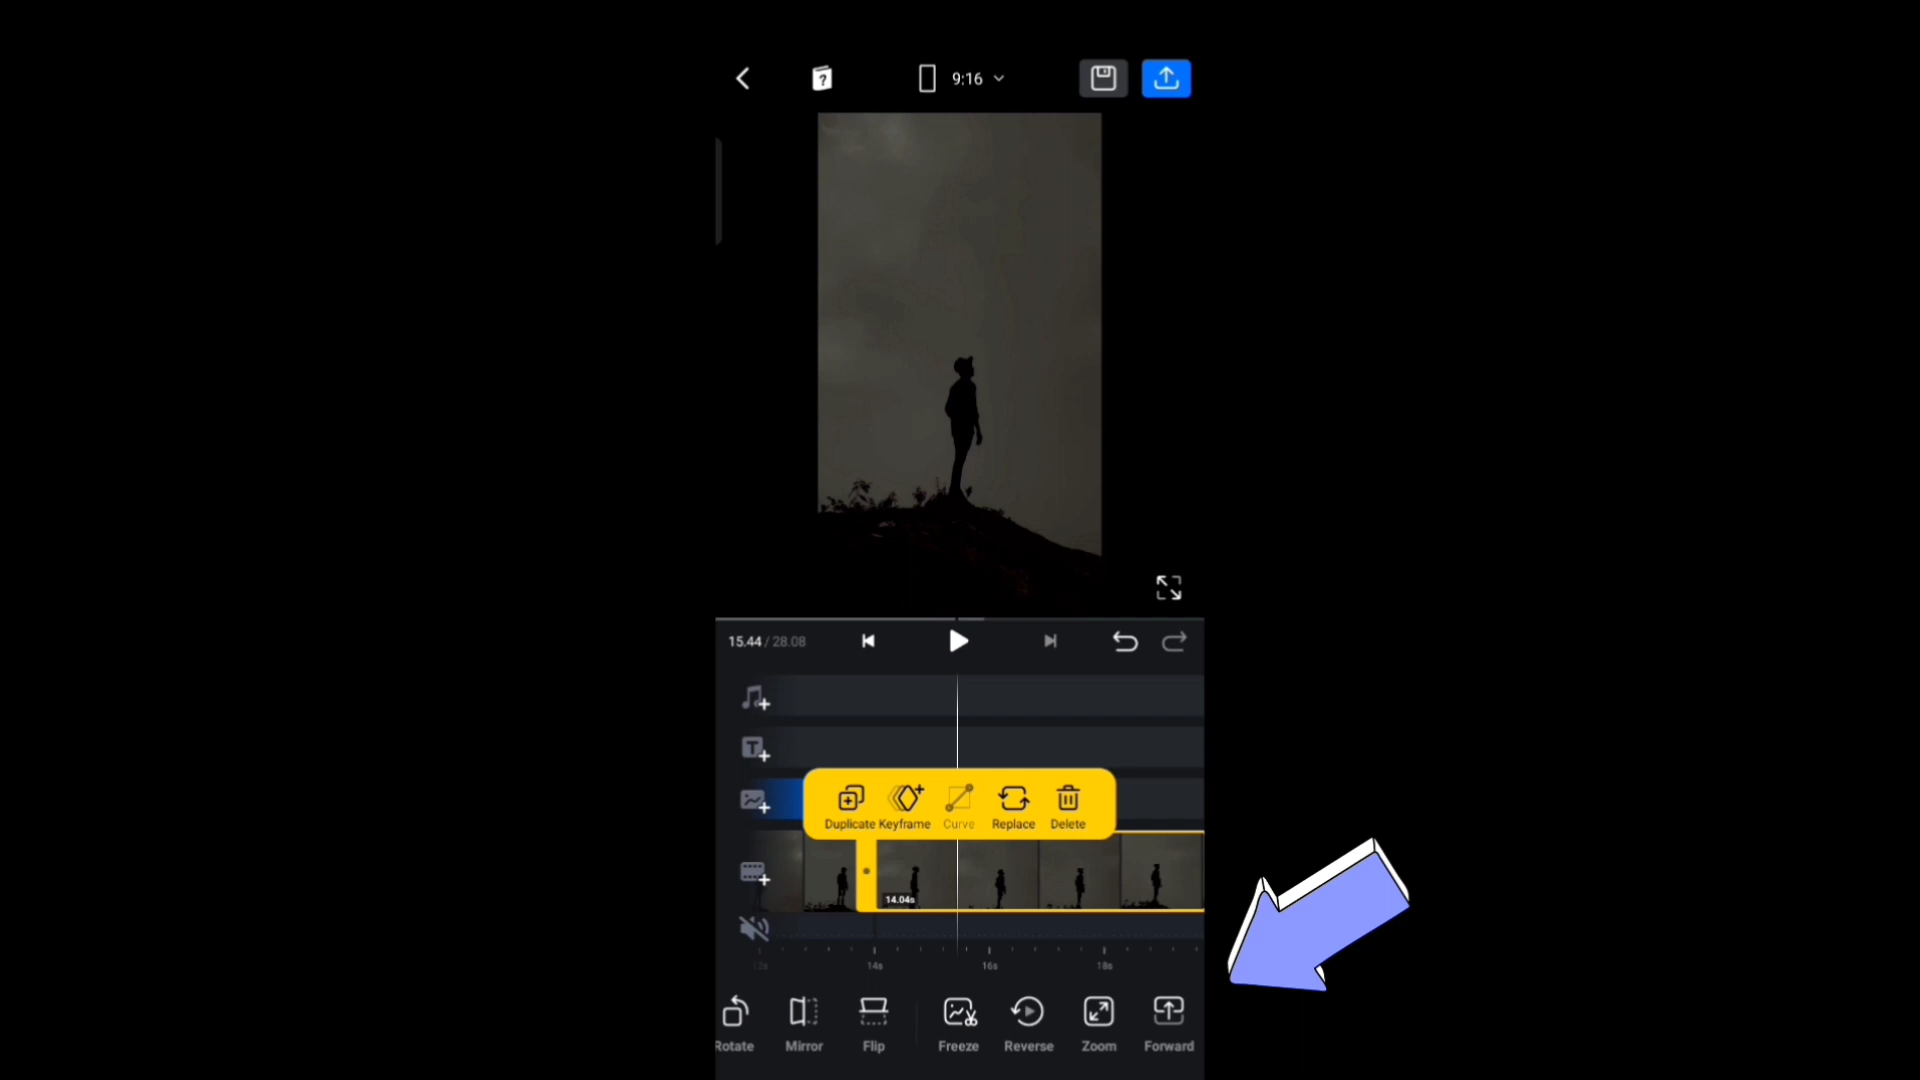 9:16
15.44 / 28.08
Duplicate Keyframe Curve Replace Delete
14.04s
12s 14s 16s 18s
Rotate Mirror Flip Freeze Reverse Zoom Forward